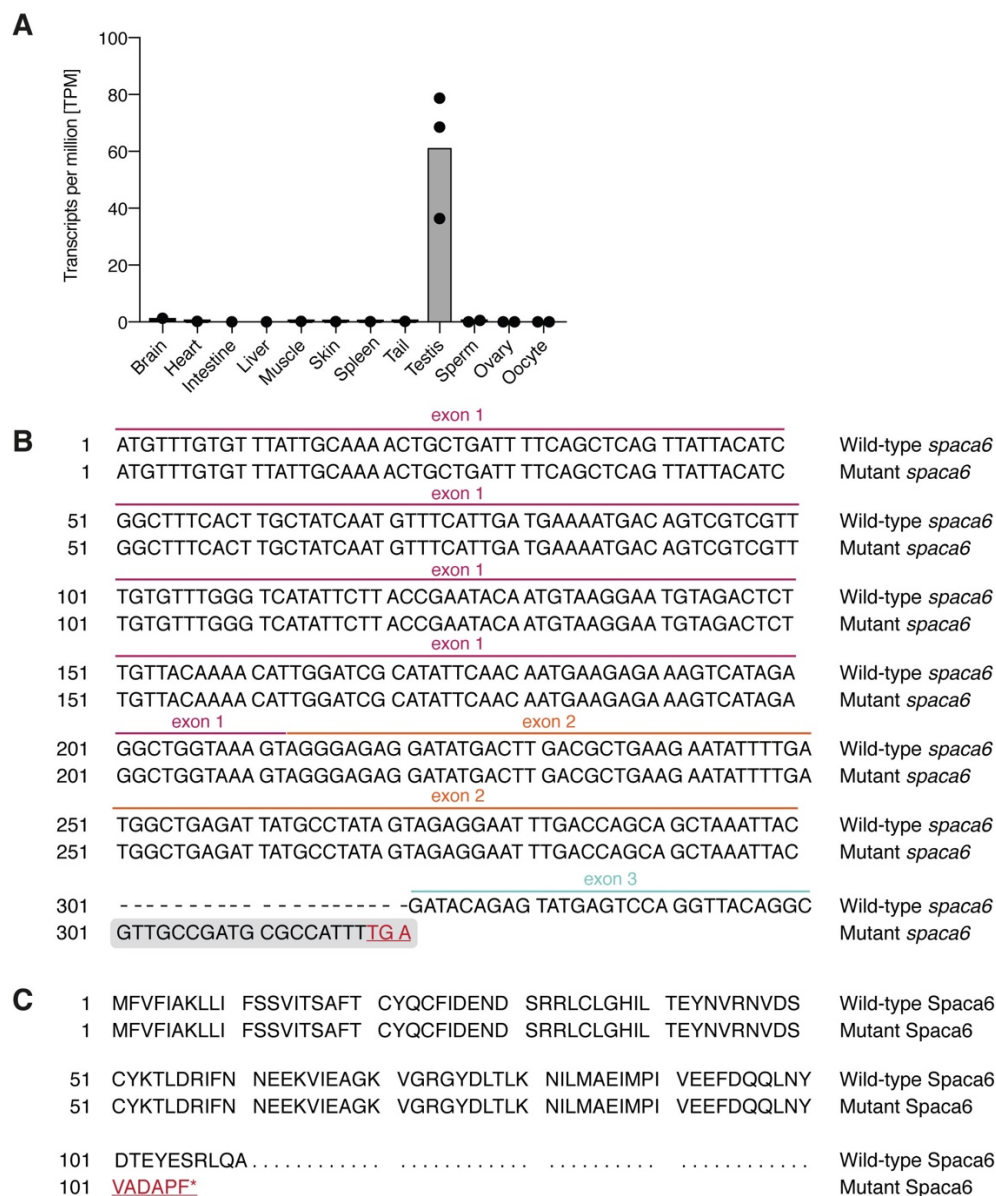 A
Transcripts per million [TPM]
100
80
60
40
20
0
Brain Heart Intestine Liver Muscle Skin Spleen Tail Testis Sperm Ovary Oocyte
B
exon 1
1 ATGTTTGTGT TTATTGCAAA ACTGCTGATT TTCAGCTCAG TTATTACATC Wild-type spaca6
1 ATGTTTGTGT TTATTGCAAA ACTGCTGATT TTCAGCTCAG TTATTACATC Mutant spaca6
exon 1
51 GGCTTTCACT TGCTATCAAT GTTTCATTGA TGAAAATGAC AGTCGTCGTT Wild-type spaca6
51 GGCTTTCACT TGCTATCAAT GTTTCATTGA TGAAAATGAC AGTCGTCGTT Mutant spaca6
exon 1
101 TGTGTTTGGG TCATATTCTT ACCGAATACA ATGTAAGGAA TGTAGACTCT Wild-type spaca6
101 TGTGTTTGGG TCATATTCTT ACCGAATACA ATGTAAGGAA TGTAGACTCT Mutant spaca6
exon 1
151 TGTTACAAAA CATTGGATCG CATATTCAAC AATGAAGAGA AAGTCATAGA Wild-type spaca6
151 TGTTACAAAA CATTGGATCG CATATTCAAC AATGAAGAGA AAGTCATAGA Mutant spaca6
exon 1 exon 2
201 GGCTGGTAAA GTAGGGAGAG GATATGACTT GACGCTGAAG AATATTTTGA Wild-type spaca6
201 GGCTGGTAAA GTAGGGAGAG GATATGACTT GACGCTGAAG AATATTTTGA Mutant spaca6
exon 2
251 TGGCTGAGAT TATGCCTATA GTAGAGGAAT TTGACCAGCA GCTAAATTAC Wild-type spaca6
251 TGGCTGAGAT TATGCCTATA GTAGAGGAAT TTGACCAGCA GCTAAATTAC Mutant spaca6
exon 3
301 - - - - - - - - - - - - - - - - - - - -GATACAGAG TATGAGTCCA GGTTACAGGC Wild-type spaca6
301 GTTGCCGATG CGCCATTTTG A Mutant spaca6
C
1 MFVFIAKLLI FSSVITSAFT CYQCFIDEND SRRLCLGHIL TEYNVRNVDS Wild-type Spaca6
1 MFVFIAKLLI FSSVITSAFT CYQCFIDEND SRRLCLGHIL TEYNVRNVDS Mutant Spaca6
51 CYKTLDRIFN NEEKVIEAGK VGRGYDLTLK NILMAEIMPI VEEFDQQLNY Wild-type Spaca6
51 CYKTLDRIFN NEEKVIEAGK VGRGYDLTLK NILMAEIMPI VEEFDQQLNY Mutant Spaca6
101 DTEYESRLQA . . . . . . . . . . . . . . . . . . . . . . . . . . . . . . . . . . . . . . . . Wild-type Spaca6
101 VADAPF* Mutant Spaca6